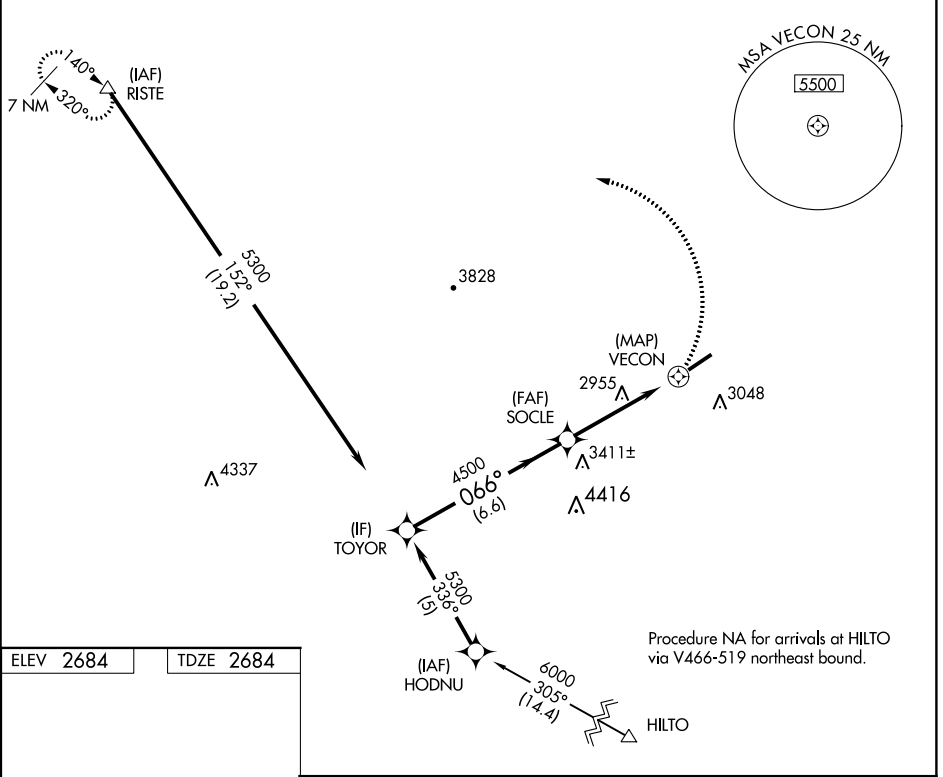 MSA VECON 25 NM
5500
140°
320°
7 NM
(IAF)
RISTE
5300
152°
(19.2)
3828
(MAP)
VECON
2955
3048
(FAF)
SOCLE
3411±
4416
4337
4500
066°
(6.6)
(IF)
TOYOR
5300
336°
(5)
(IAF)
HODNU
6000
305°
(14.4)
HILTO
Procedure NA for arrivals at HILTO
via V466-519 northeast bound.
ELEV 2684
TDZE 2684